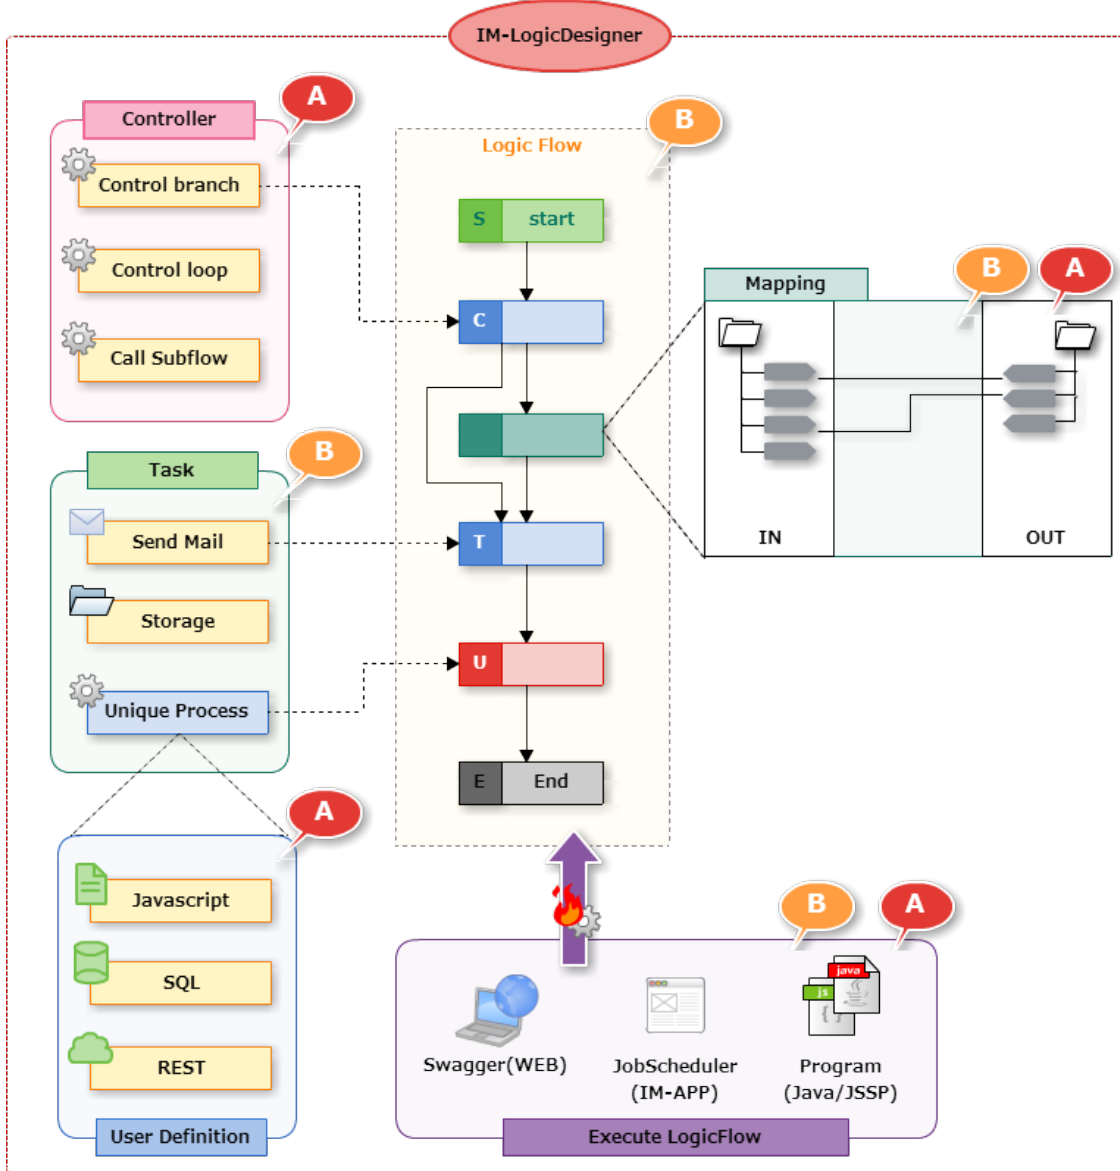 IM-LogicDesigner
A
Controller
Control branch
Control loop
Call Subflow
B
Logic Flow
S start
C
T
U
E End
B
A
Mapping
IN
OUT
B
Task
Send Mail
Storage
Unique Process
A
Javascript
SQL
REST
User Definition
B
A
java
js
{ }
Swagger(WEB)
JobScheduler
(IM-APP)
Program
(Java/JSSP)
Execute LogicFlow